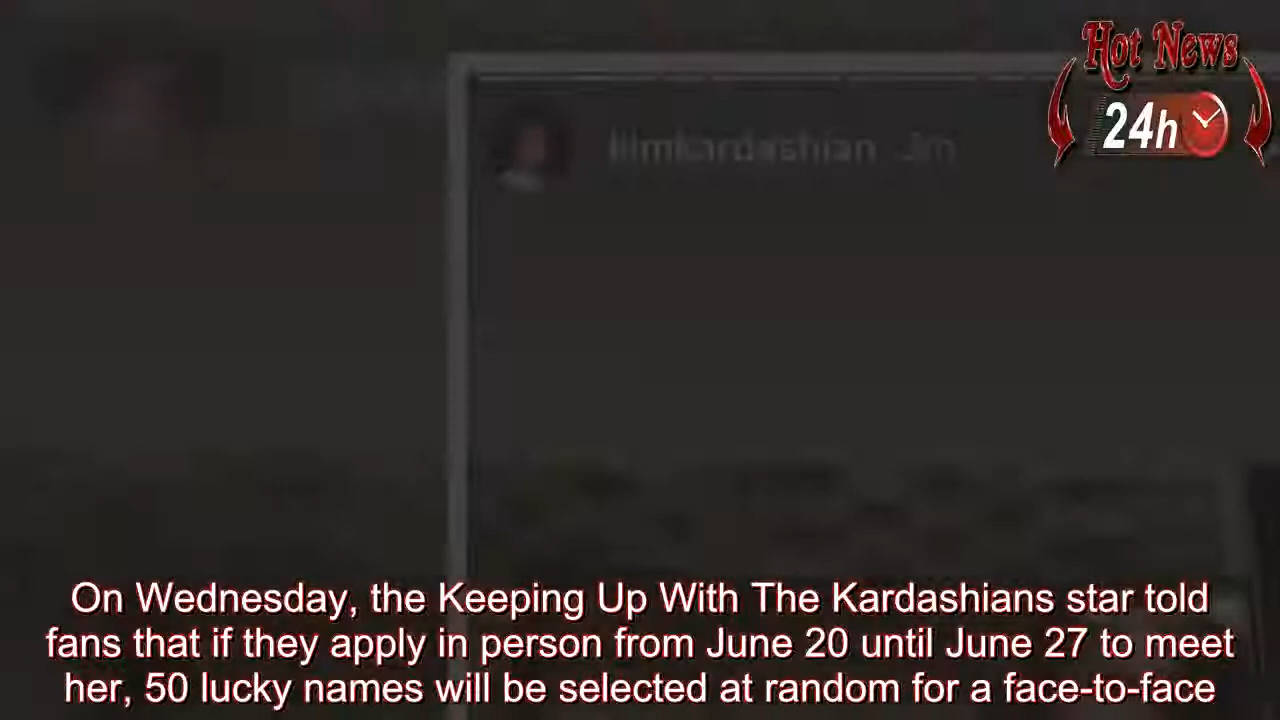 Hot News
24h
kimkardashian 3m
On Wednesday, the Keeping Up With The Kardashians star told
fans that if they apply in person from June 20 until June 27 to meet
her, 50 lucky names will be selected at random for a face-to-face